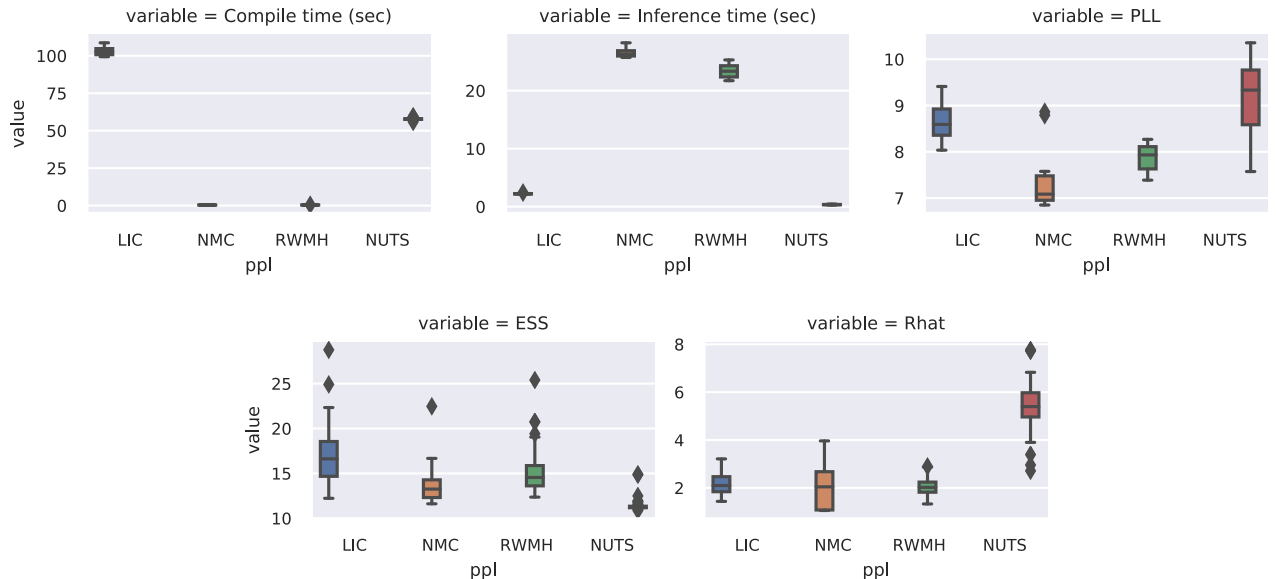 variable = Compile time (sec)
variable = Inference time (sec)
variable = PLL
value
100
75
50
25
0
LIC NMC RWMH NUTS
ppl
20
10
0
LIC NMC RWMH NUTS
ppl
10
9
8
7
LIC NMC RWMH NUTS
ppl
variable = ESS
variable = Rhat
value
25
20
15
10
LIC NMC RWMH NUTS
ppl
8
6
4
2
LIC NMC RWMH NUTS
ppl